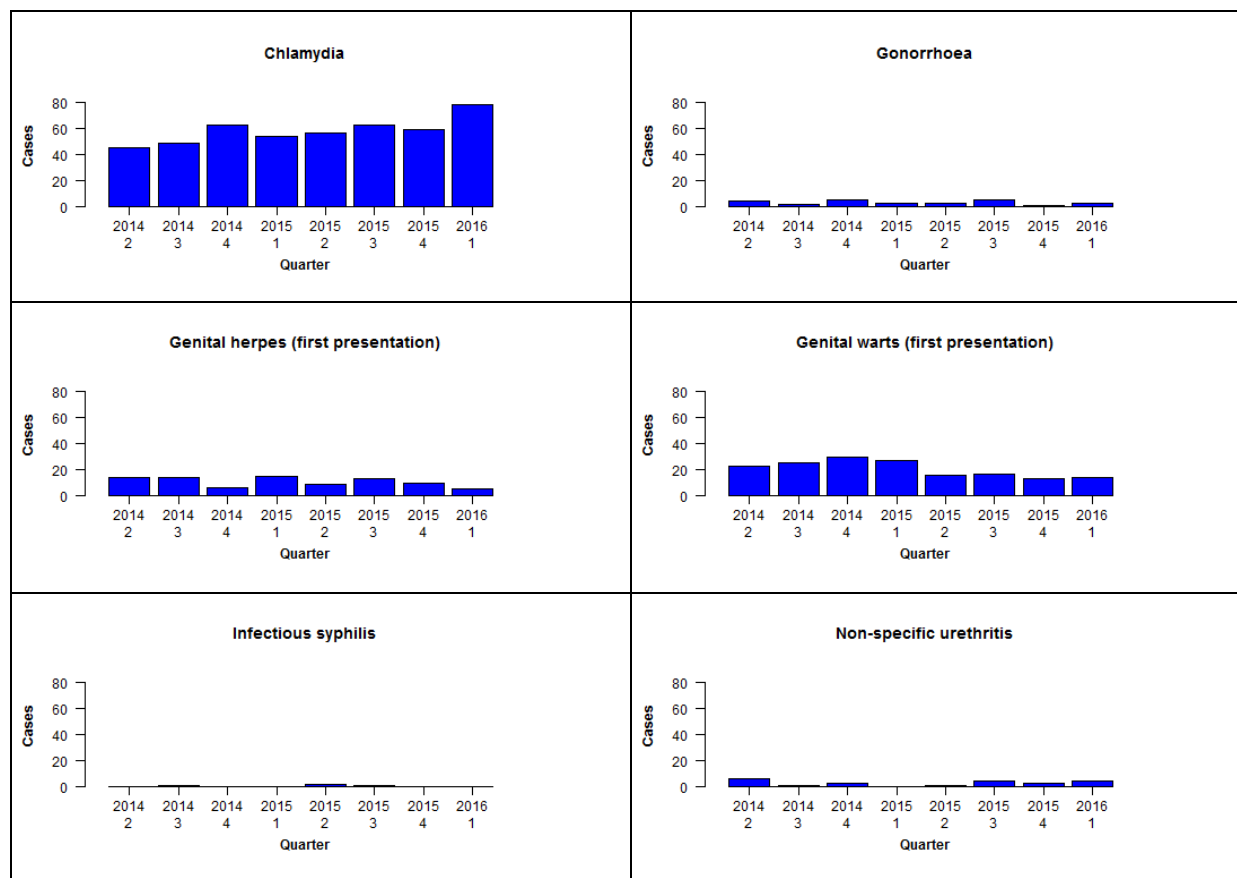 Chlamydia
Cases
80
60
40
20
0
2014 2014 2014 2015 2015 2015 2015 2016
2 3 4 1 2 3 4 1
Quarter
Gonorrhoea
Cases
80
60
40
20
0
2014 2014 2014 2015 2015 2015 2015 2016
2 3 4 1 2 3 4 1
Quarter
Genital herpes (first presentation)
Cases
80
60
40
20
0
2014 2014 2014 2015 2015 2015 2015 2016
2 3 4 1 2 3 4 1
Quarter
Genital warts (first presentation)
Cases
80
60
40
20
0
2014 2014 2014 2015 2015 2015 2015 2016
2 3 4 1 2 3 4 1
Quarter
Infectious syphilis
Cases
80
60
40
20
0
2014 2014 2014 2015 2015 2015 2015 2016
2 3 4 1 2 3 4 1
Quarter
Non-specific urethritis
Cases
80
60
40
20
0
2014 2014 2014 2015 2015 2015 2015 2016
2 3 4 1 2 3 4 1
Quarter